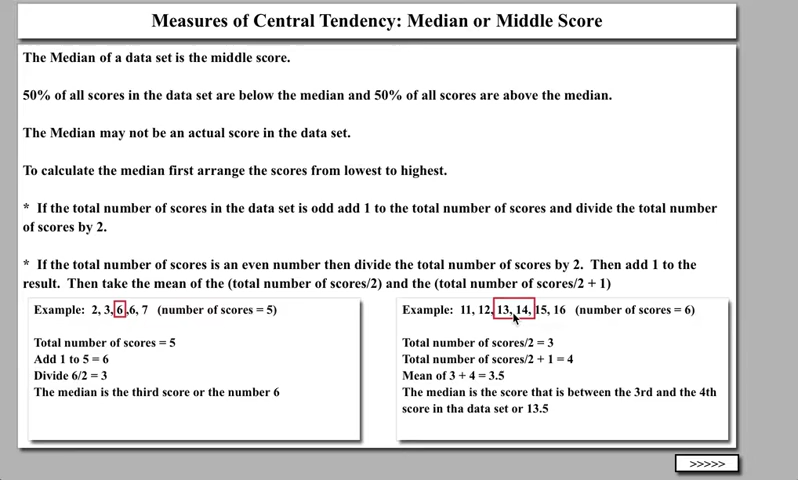 Measures of Central Tendency: Median or Middle Score
The Median of a data set is the middle score.
50% of all scores in the data set are below the median and 50% of all scores are above the median.
The Median may not be an actual score in the data set.
To calculate the median first arrange the scores from lowest to highest.
* If the total number of scores in the data set is odd add 1 to the total number of scores and divide the total number
of scores by 2.
* If the total number of scores is an even number then divide the total number of scores by 2. Then add 1 to the
result. Then take the mean of the (total number of scores/2) and the (total number of scores/2 + 1)
Example: 2, 3, 6 ,6, 7 (number of scores = 5)
Total number of scores = 5
Add 1 to 5 = 6
Divide 6/2 = 3
The median is the third score or the number 6
Example: 11, 12, 13, 14, 15, 16 (number of scores = 6)
Total number of scores/2 = 3
Total number of scores/2 + 1 = 4
Mean of 3 + 4 = 3.5
The median is the score that is between the 3rd and the 4th
score in tha data set or 13.5
>>>>>